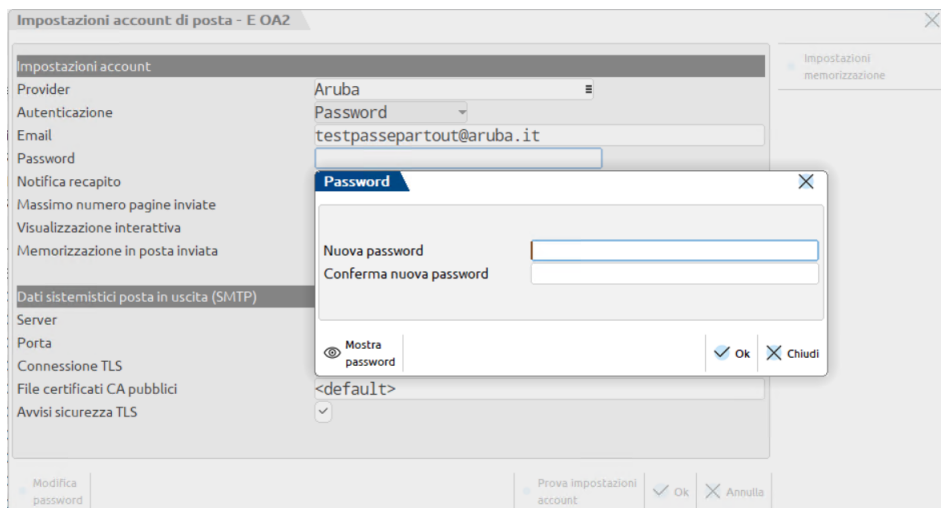 Impostazioni account di posta - E OA2
Impostazioni account
Impostazioni
memorizzazione
Provider Aruba
Autenticazione Password
Email testpassepartout@aruba.it
Password
Notifica recapito
Massimo numero pagine inviate
Visualizzazione interattiva
Memorizzazione in posta inviata
Password
Nuova password
Conferma nuova password
Mostra
password
Ok Chiudi
Dati sistemistici posta in uscita (SMTP)
Server
Porta
Connessione TLS
File certificati CA pubblici <default>
Avvisi sicurezza TLS
Modifica
password
Prova impostazioni
account
Ok Annulla